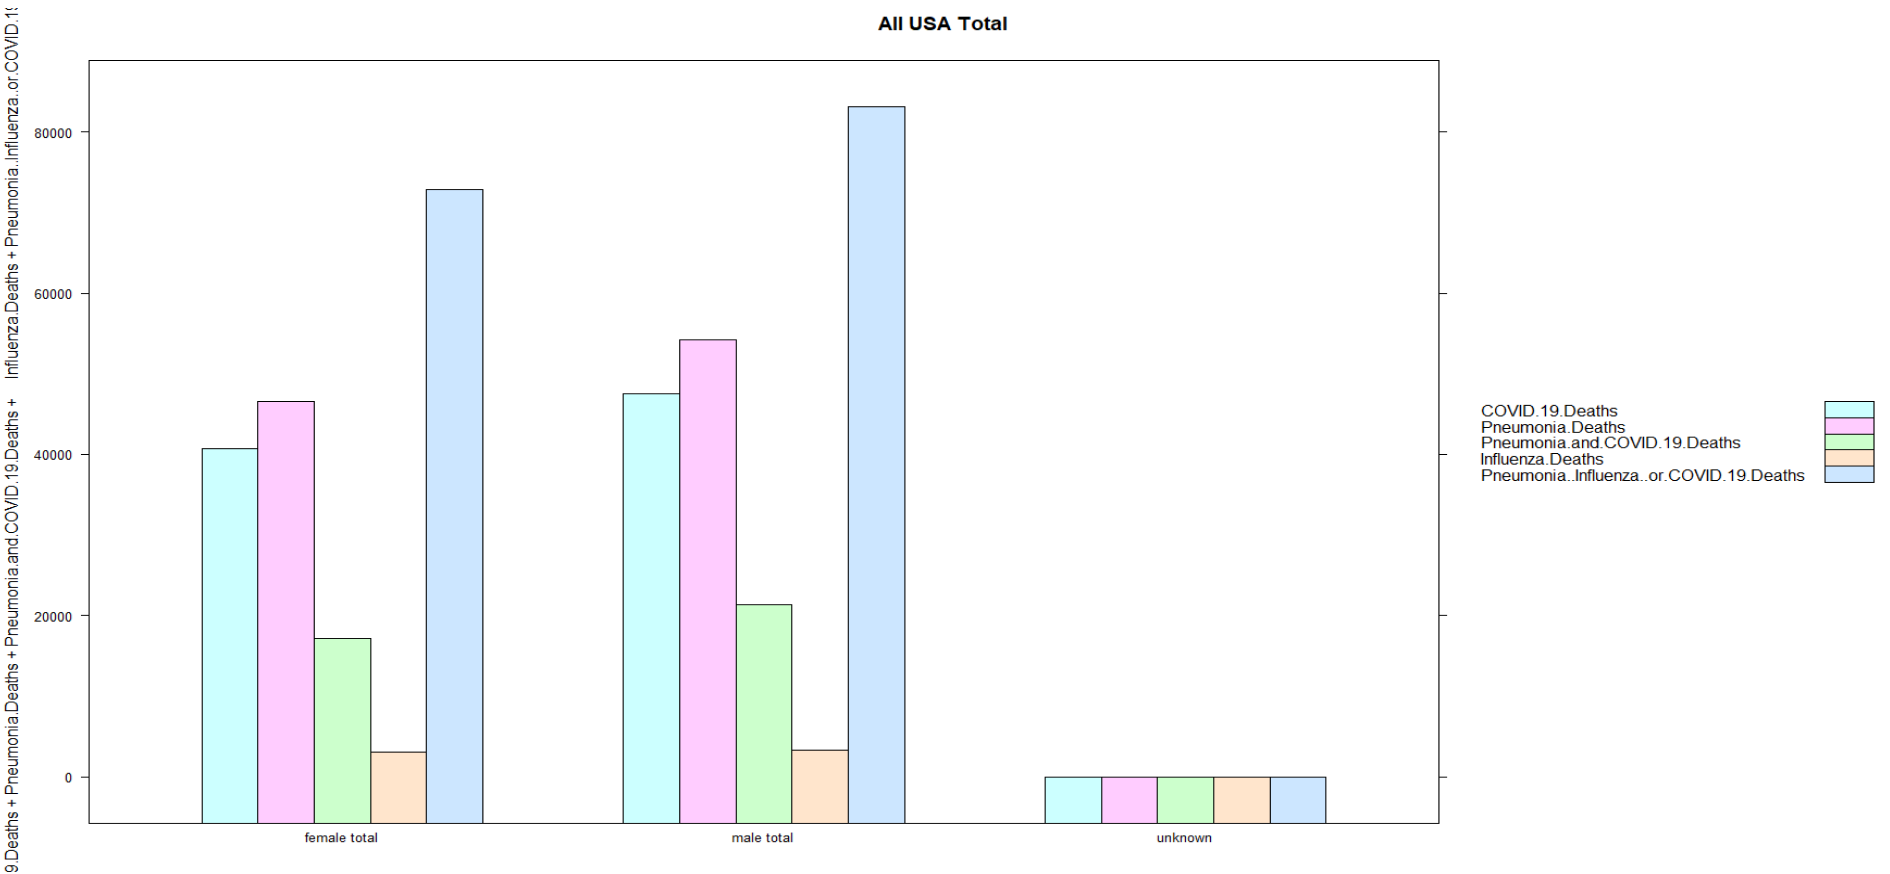 All USA Total
9.Deaths + Pneumonia.Deaths + Pneumonia.and.COVID.19.Deaths + Influenza.Deaths + Pneumonia..Influenza..or.COVID.19
80000
60000
40000
20000
0
female total
male total
unknown
COVID.19.Deaths
Pneumonia.Deaths
Pneumonia.and.COVID.19.Deaths
Influenza.Deaths
Pneumonia..Influenza..or.COVID.19.Deaths